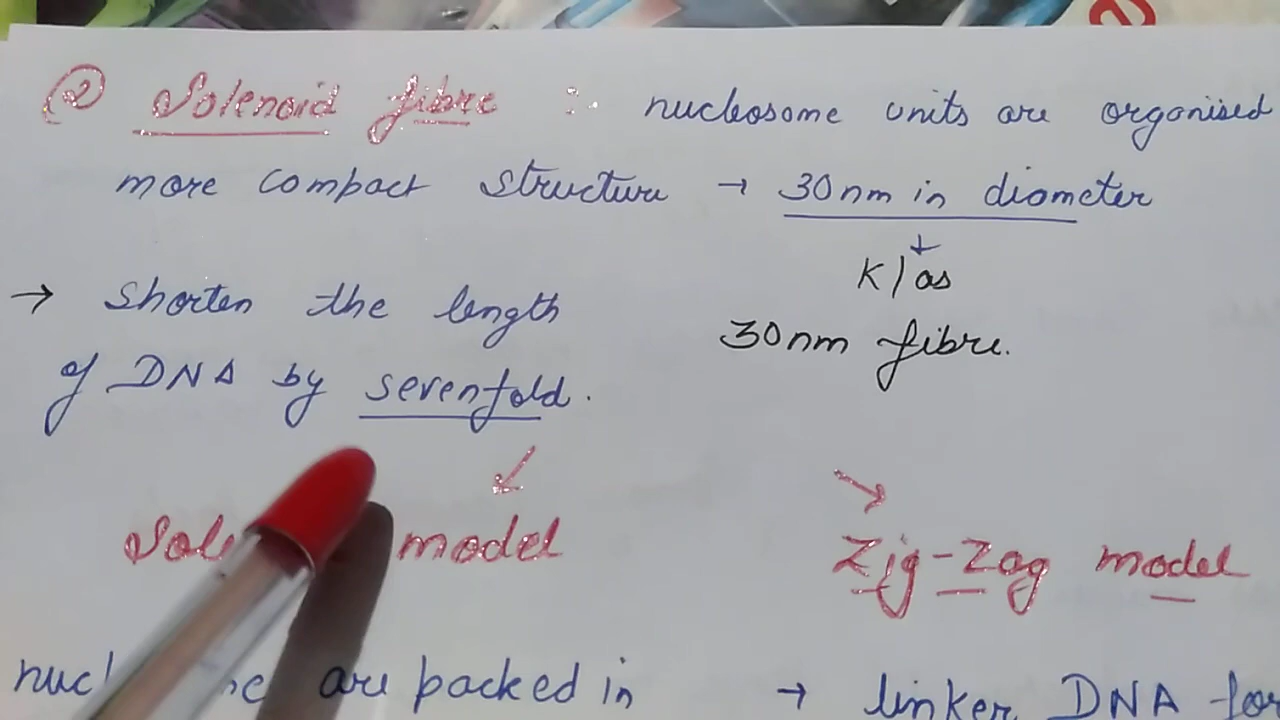 ② Solenoid fibre :- nucleosome units are organised
more compact structure → 30nm in diameter
↓
K/as
30nm fibre.
→ Shorten the length
of DNA by sevenfold.
model
Zig-Zag model
are packed in
→ linker DNA for